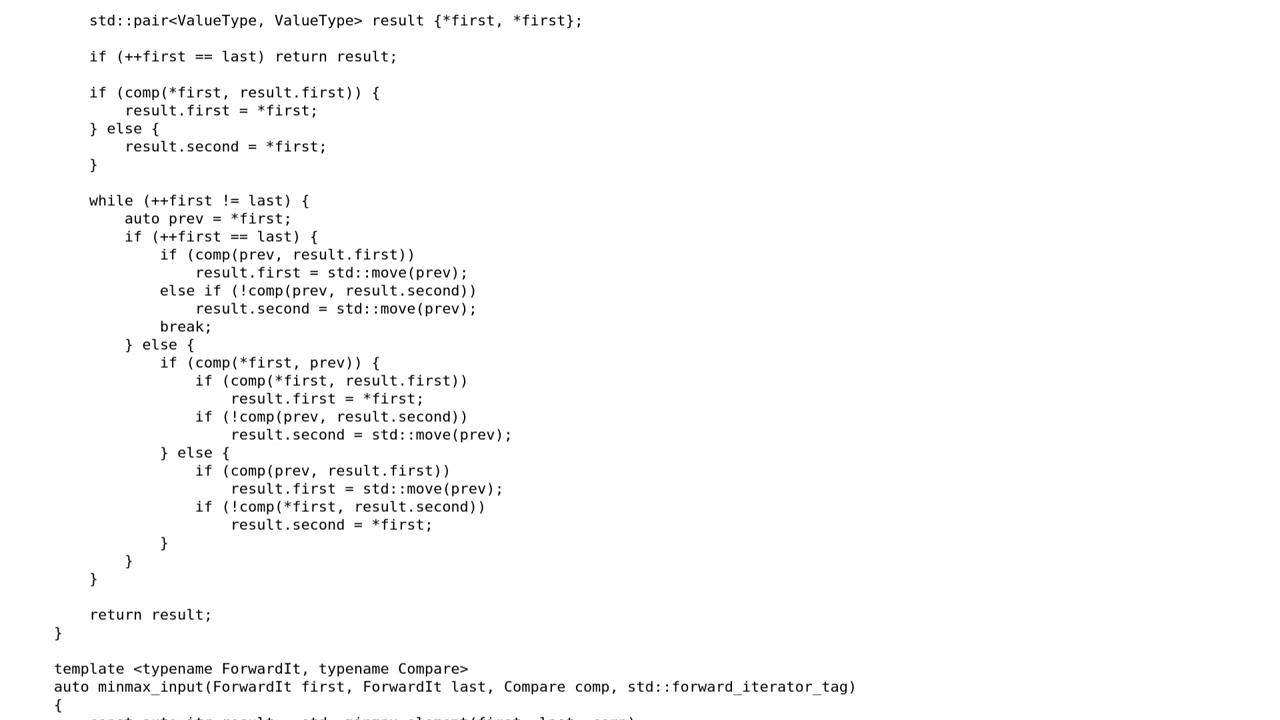 std::pair<ValueType, ValueType> result {*first, *first};

if (++first == last) return result;

if (comp(*first, result.first)) {
    result.first = *first;
} else {
    result.second = *first;
}

while (++first != last) {
    auto prev = *first;
    if (++first == last) {
        if (comp(prev, result.first))
            result.first = std::move(prev);
        else if (!comp(prev, result.second))
            result.second = std::move(prev);
        break;
    } else {
        if (comp(*first, prev)) {
            if (comp(*first, result.first))
                result.first = *first;
            if (!comp(prev, result.second))
                result.second = std::move(prev);
        } else {
            if (comp(prev, result.first))
                result.first = std::move(prev);
            if (!comp(*first, result.second))
                result.second = *first;
        }
    }
}

return result;
}

template <typename ForwardIt, typename Compare>
auto minmax_input(ForwardIt first, ForwardIt last, Compare comp, std::forward_iterator_tag)
{